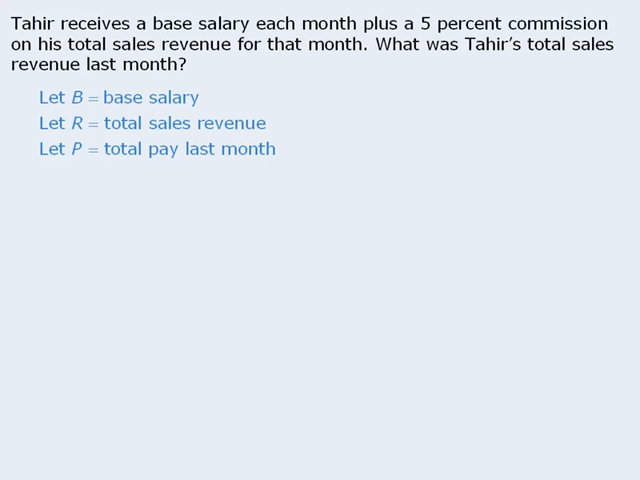 Tahir receives a base salary each month plus a 5 percent commission
on his total sales revenue for that month. What was Tahir’s total sales
revenue last month?
Let B = base salary
Let R = total sales revenue
Let P = total pay last month